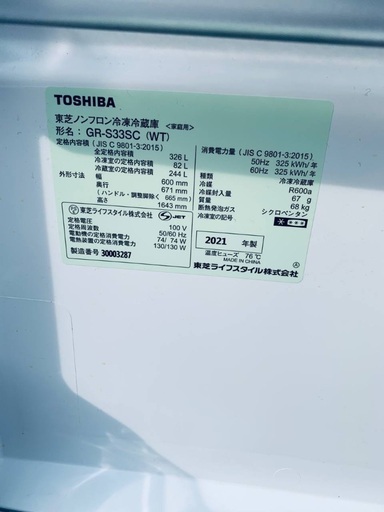 TOSHIBA
東芝ノンフロン冷凍冷蔵庫 <家庭用>
形名: GR-S33SC (WT)
定格内容積 (JIS C 9801-3:2015)
全定格内容積 326 L
冷凍室の定格内容積 82 L
冷蔵室の定格内容積 244 L
外形寸法 幅 600 mm
奥行 671 mm
(ハンドル・調整脚除く 665 mm)
高さ 1643 mm
東芝ライフスタイル株式会社 JET
定格電圧 100 V
定格周波数 50/60 Hz
電動機の定格消費電力 74/ 74 W
電熱装置の定格消費電力 130/130 W
製造番号 30003287
消費電力量 (JIS C 9801-3:2015)
50Hz 325 kWh/年
60Hz 325 kWh/年
種類 冷凍冷蔵庫
冷媒 R600a
冷媒封入量 67 g
質量 68 kg
断熱発泡ガス シクロペンタン
冷凍室の記号
2021 年製
温度ヒューズ 76℃
MADE IN CHINA
東芝ライフスタイル株式会社
A